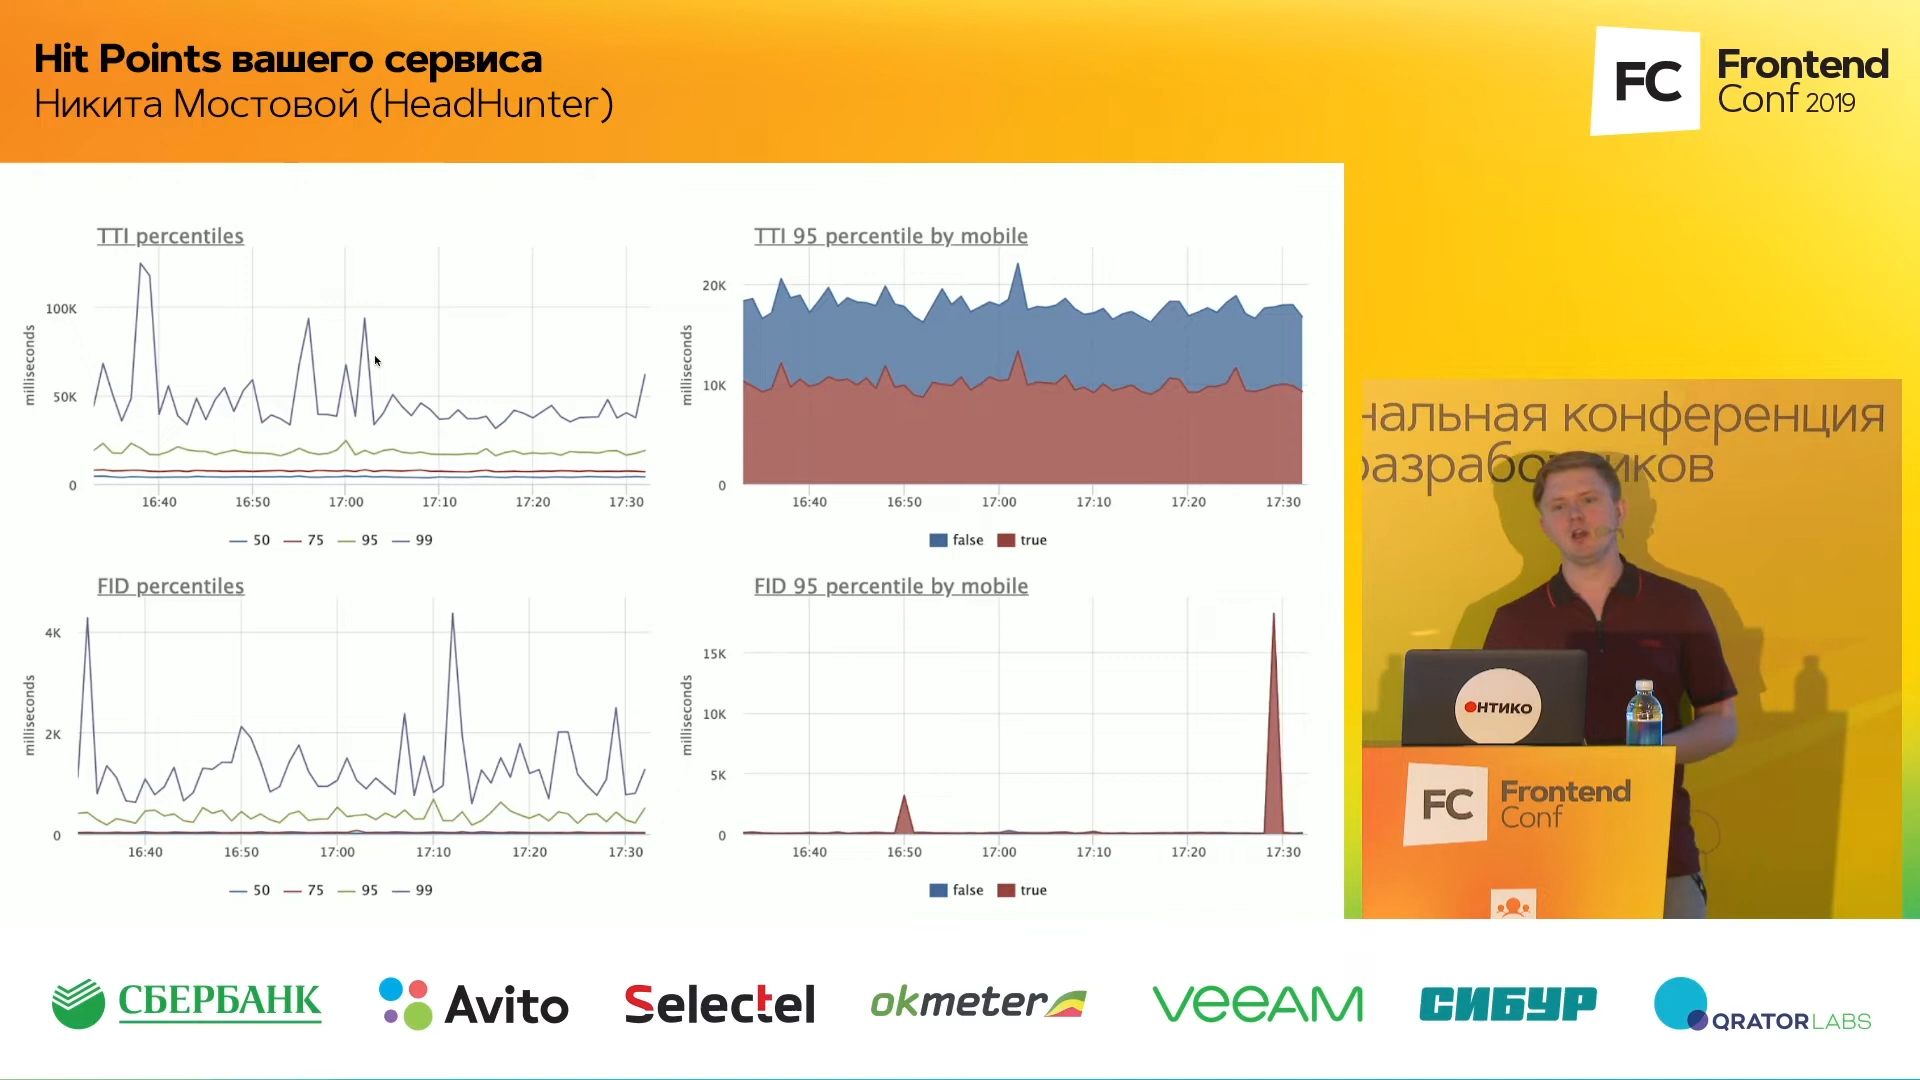 Hit Points вашего сервиса
Никита Мостовой (HeadHunter)
FC
Frontend
Conf 2019
TTI percentiles
milliseconds
100K
50K
0
16:40 16:50 17:00 17:10 17:20 17:30
50 75 95 99
TTI 95 percentile by mobile
milliseconds
20K
10K
0
16:40 16:50 17:00 17:10 17:20 17:30
false true
FID percentiles
milliseconds
4K
2K
0
16:40 16:50 17:00 17:10 17:20 17:30
50 75 95 99
FID 95 percentile by mobile
milliseconds
15K
10K
5K
0
16:40 16:50 17:00 17:10 17:20 17:30
false true
нальная конференция
разработчиков
ОНТИКО
FC
Frontend
Conf
СБЕРБАНК
Avito
Selectel
okmeter
veeAM
СИБУР
QRATOR LABS